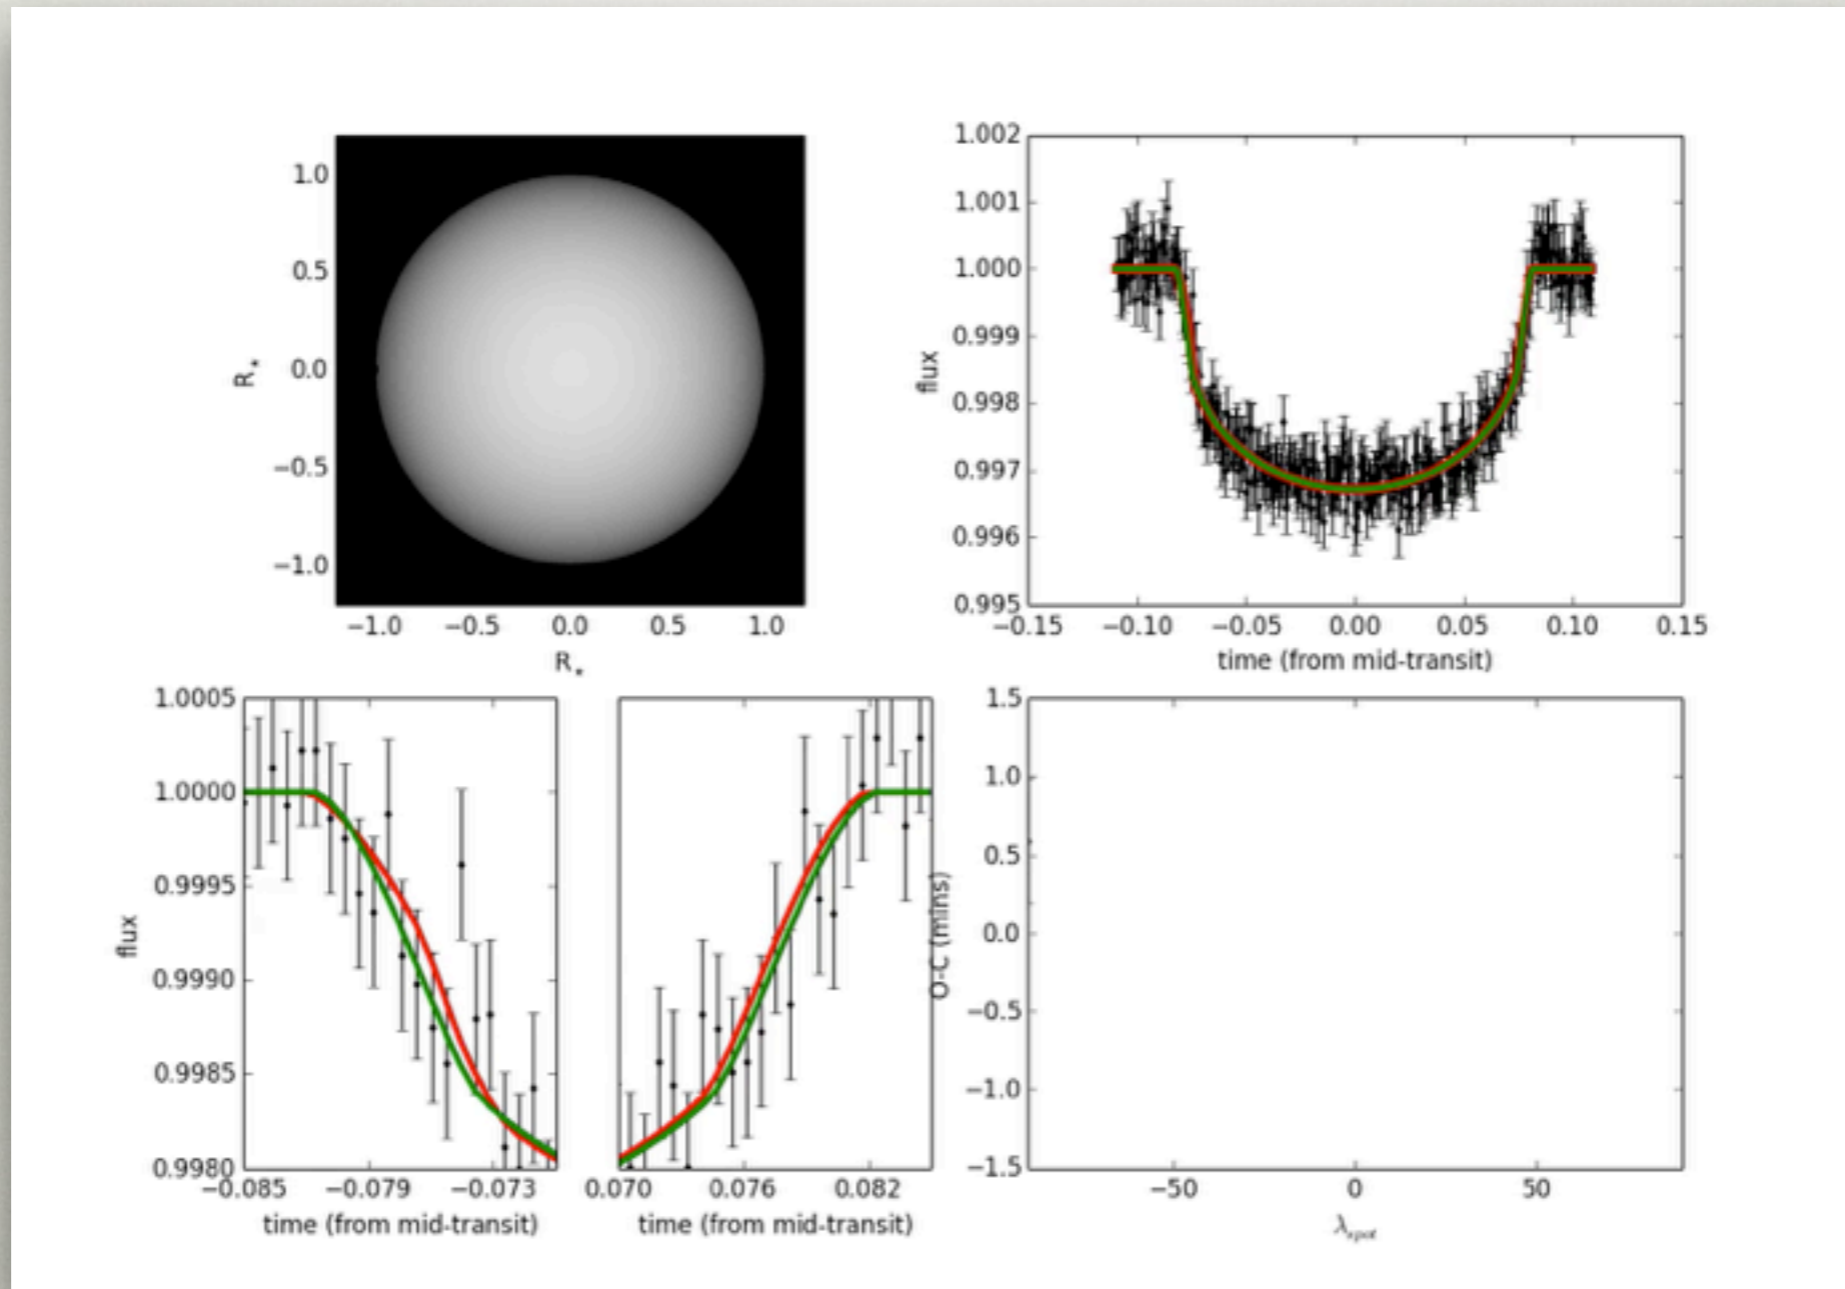 1.0
0.5
0.0
−0.5
−1.0
R⋆
−1.0 −0.5 0.0 0.5 1.0
R⋆
1.002
1.001
1.000
0.999
0.998
0.997
0.996
0.995
flux
−0.15 −0.10 −0.05 0.00 0.05 0.10 0.15
time (from mid-transit)
1.0005
1.0000
0.9995
0.9990
0.9985
0.9980
flux
−0.085 −0.079 −0.073
time (from mid-transit)
0.070 0.076 0.082
time (from mid-transit)
1.5
1.0
0.5
0.0
−0.5
−1.0
−1.5
O-C (mins)
−50 0 50
λspot